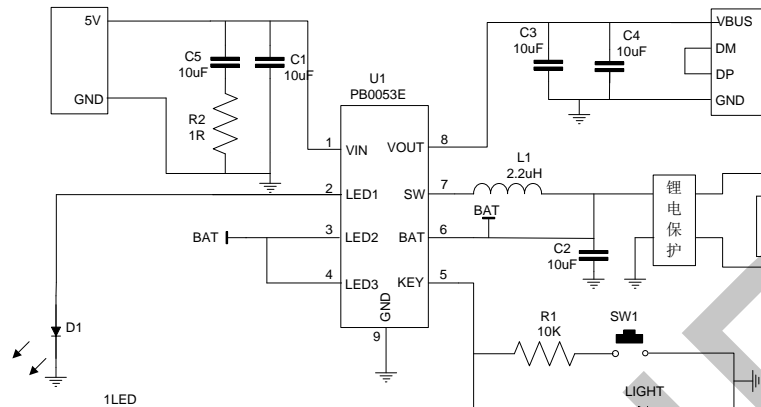 5V
GND
C5
10uF
C1
10uF
R2
1R
U1
PB0053E
1
VIN
2
LED1
3
LED2
4
LED3
GND
9
VOUT
8
SW
7
BAT
6
KEY
5
BAT
C3
10uF
C4
10uF
VBUS
DM
DP
GND
L1
2.2uH
BAT
C2
10uF
锂电保护
R1
10K
SW1
LIGHT
D1
1LED